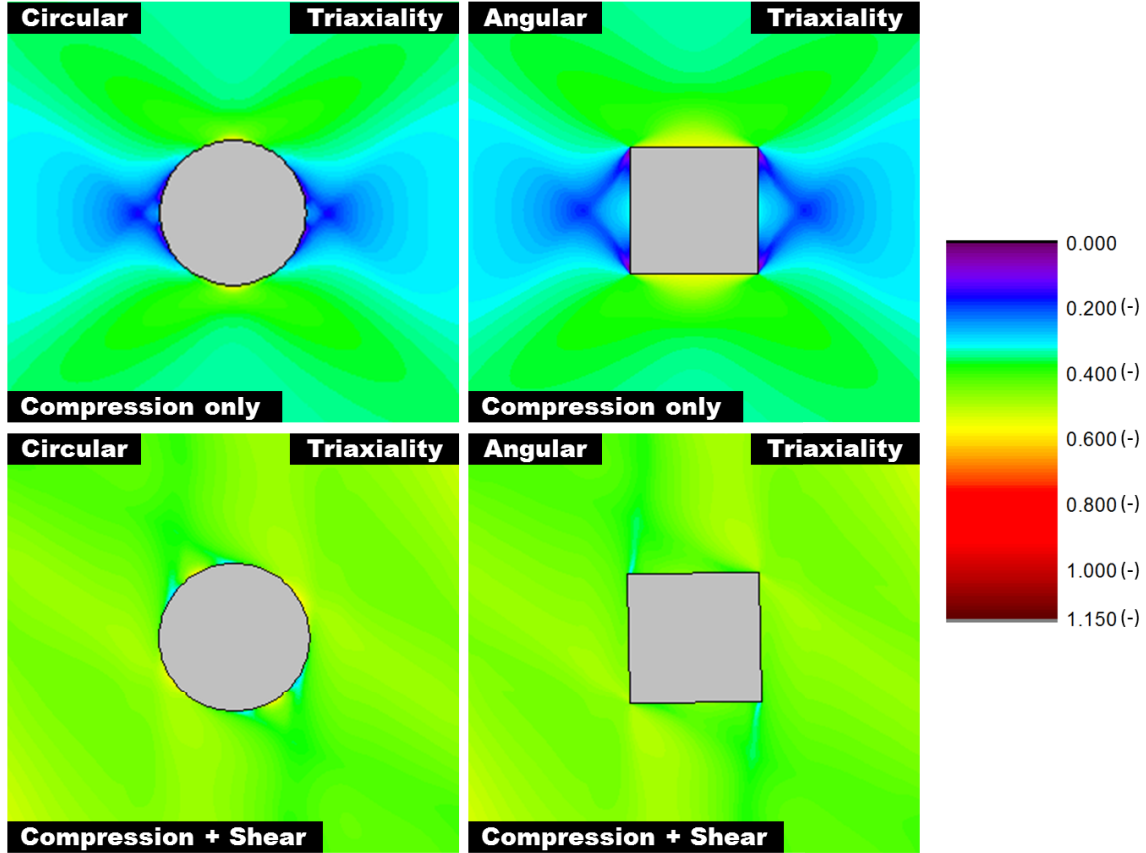 Circular Triaxiality
Angular Triaxiality
Compression only
Compression only
Circular Triaxiality
Angular Triaxiality
Compression + Shear
Compression + Shear
0.000
0.200 (-)
0.400 (-)
0.600 (-)
0.800 (-)
1.000 (-)
1.150 (-)